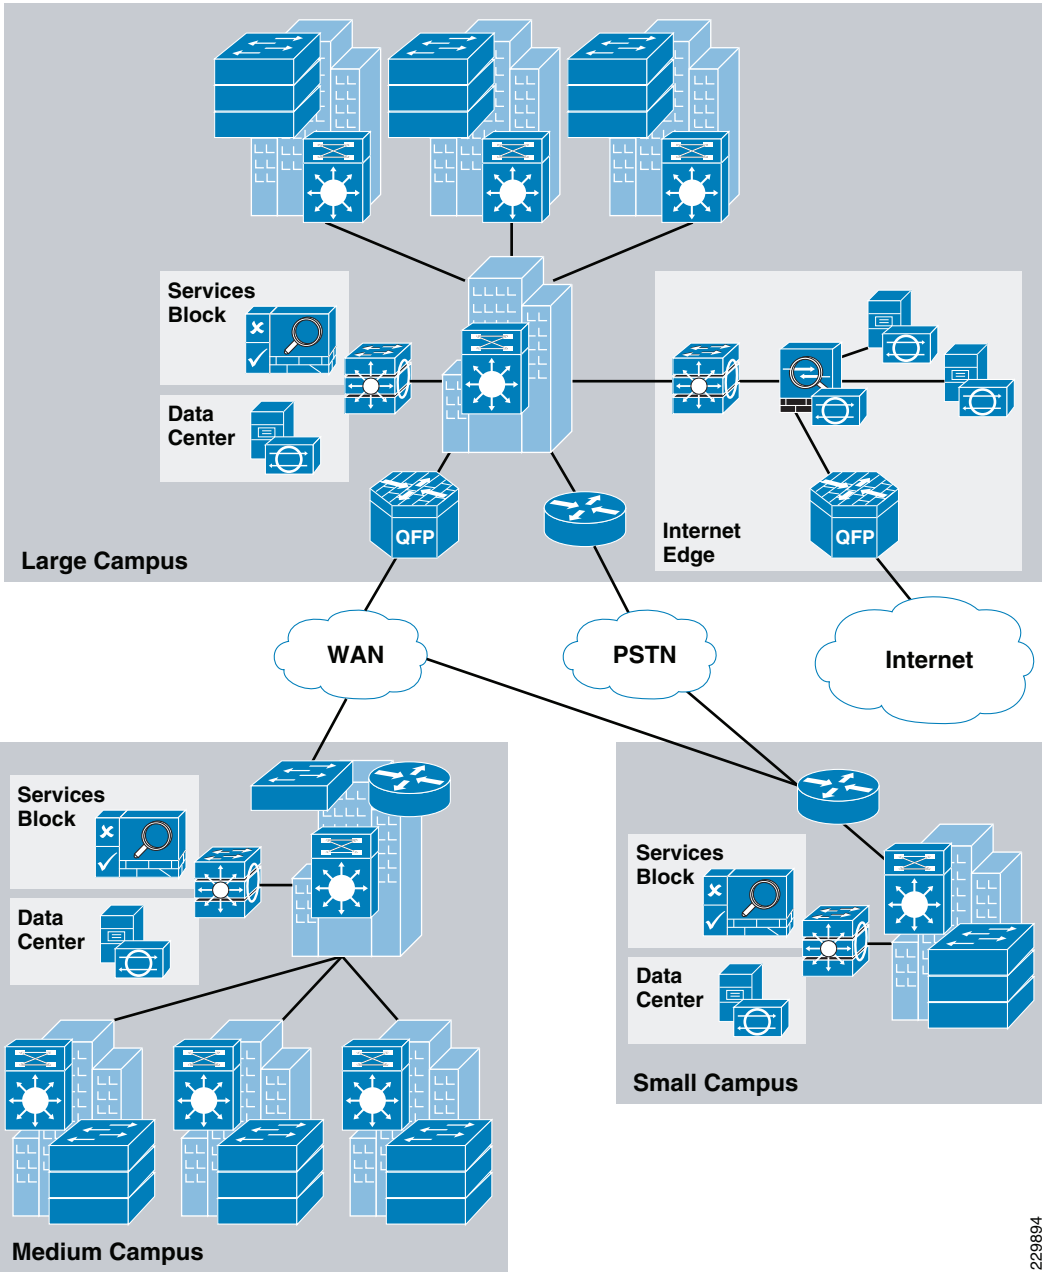 Services
Block
Data
Center
QFP
Large Campus
Internet
Edge
QFP
WAN
PSTN
Internet
Services
Block
Data
Center
Medium Campus
Services
Block
Data
Center
Small Campus
229894